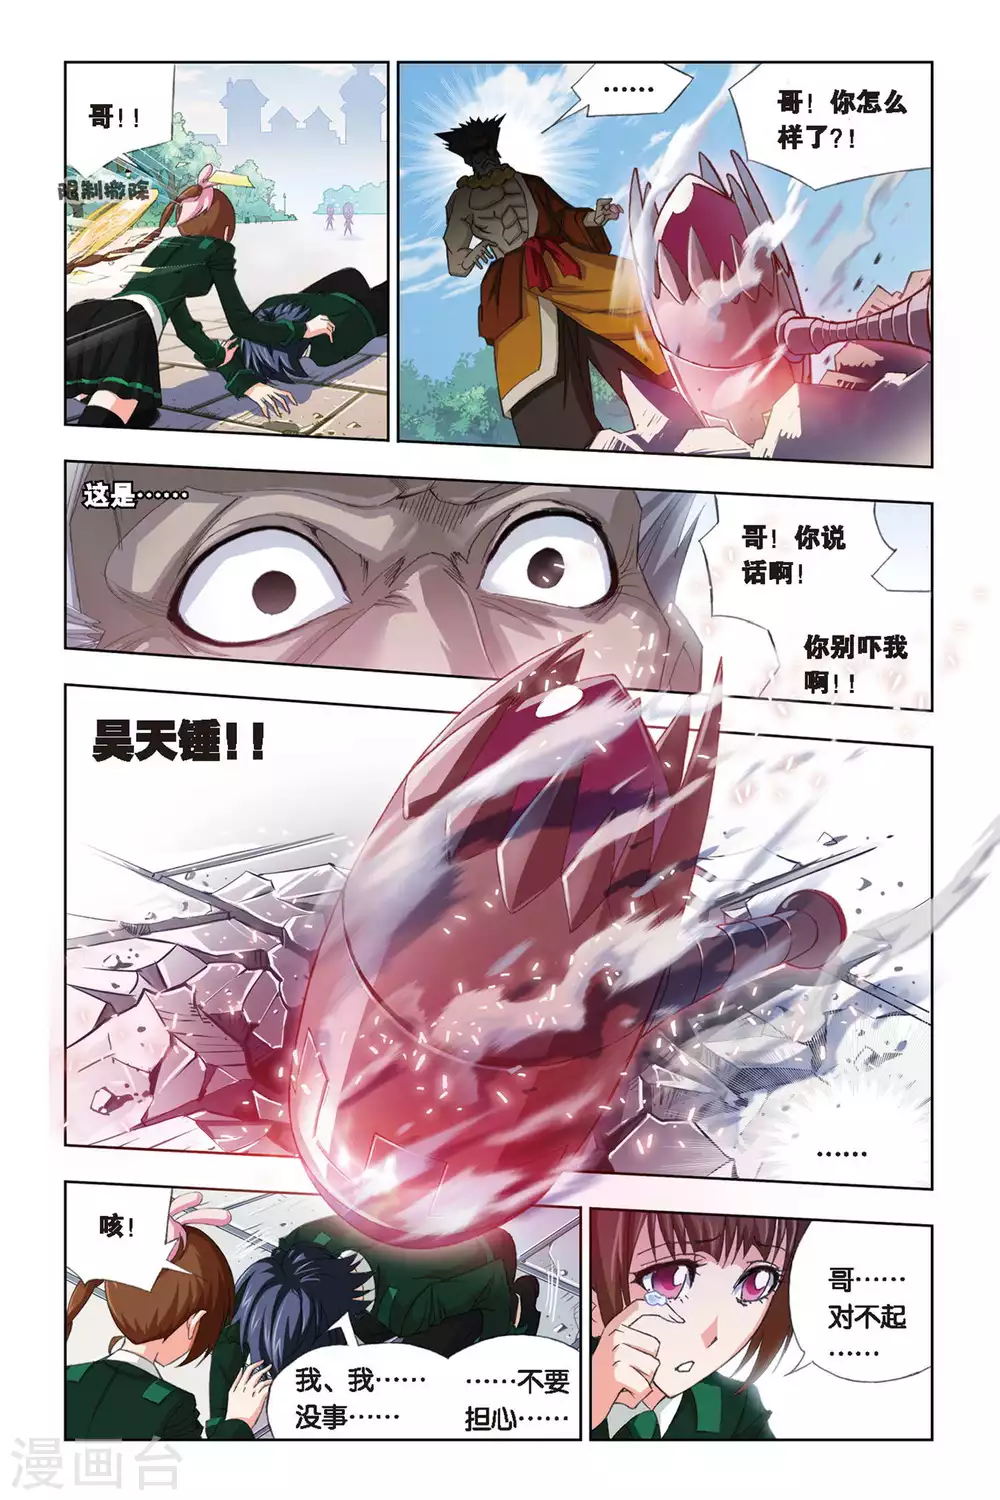 哥!!
限制撤除
……
哥！你怎么
样了?!
这是……
哥！你说
话啊！
你别吓我
啊!!
昊天锤!!
……
咳！
我、我……
没事……
……不要
担心……
哥……
对不起
……
漫画台